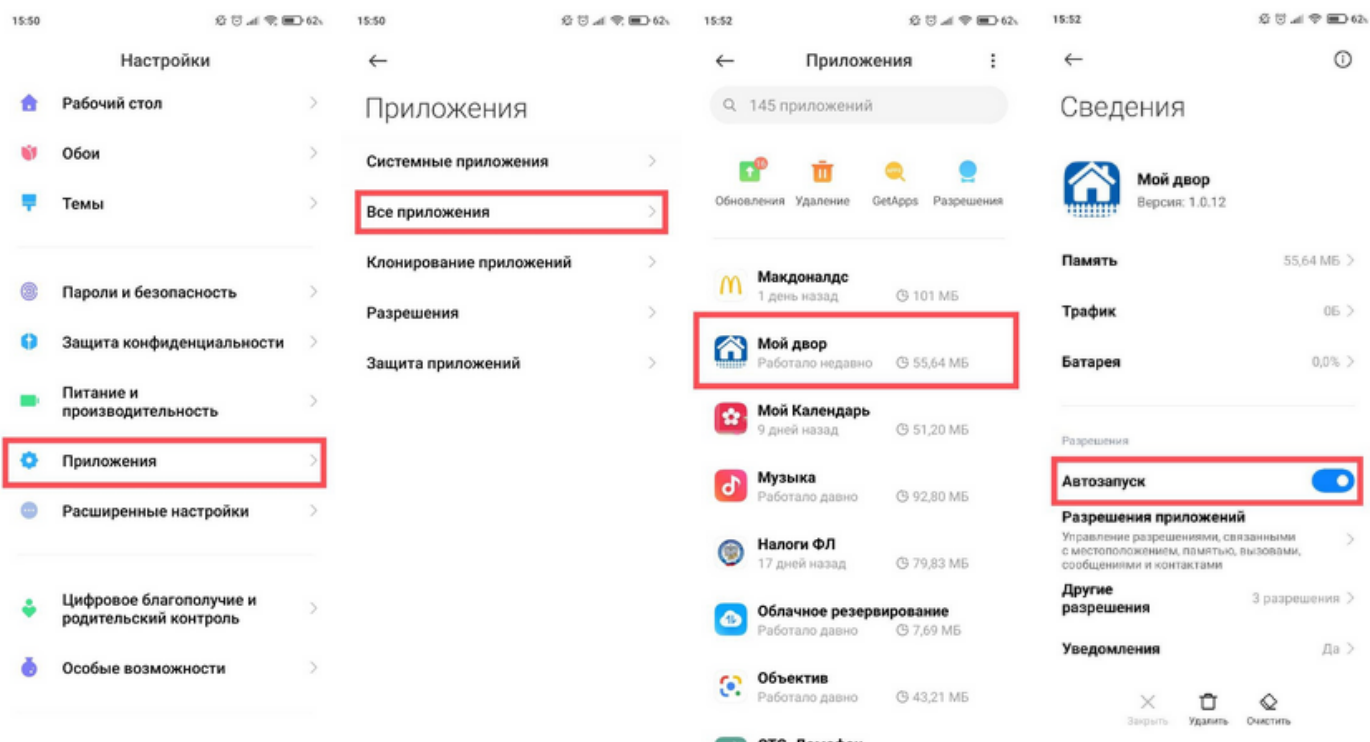 15:50
62
Настройки
Рабочий стол
Обои
Темы
Пароли и безопасность
Защита конфиденциальности
Питание и
производительность
Приложения
Расширенные настройки
Цифровое благополучие и
родительский контроль
Особые возможности
15:50
62
Приложения
Системные приложения
Все приложения
Клонирование приложений
Разрешения
Защита приложений
15:52
62
Приложения
145 приложений
16
Обновления Удаление GetApps Разрешения
Макдоналдс
1 день назад 101 МБ
Мой двор
Работало недавно 55,64 МБ
Мой Календарь
9 дней назад 51,20 МБ
Музыка
Работало давно 92,80 МБ
Налоги ФЛ
17 дней назад 79,83 МБ
Облачное резервирование
Работало давно 7,69 МБ
Объектив
Работало давно 43,21 МБ
15:52
62
Сведения
Мой двор
Версия: 1.0.12
Память 55,64 МБ
Трафик 0Б
Батарея 0,0%
Разрешения
Автозапуск
Разрешения приложений
Управление разрешениями, связанными
с местоположением, памятью, вызовами,
сообщениями и контактами
Другие
разрешения 3 разрешения
Уведомления Да
Закрыть Удалить Очистить